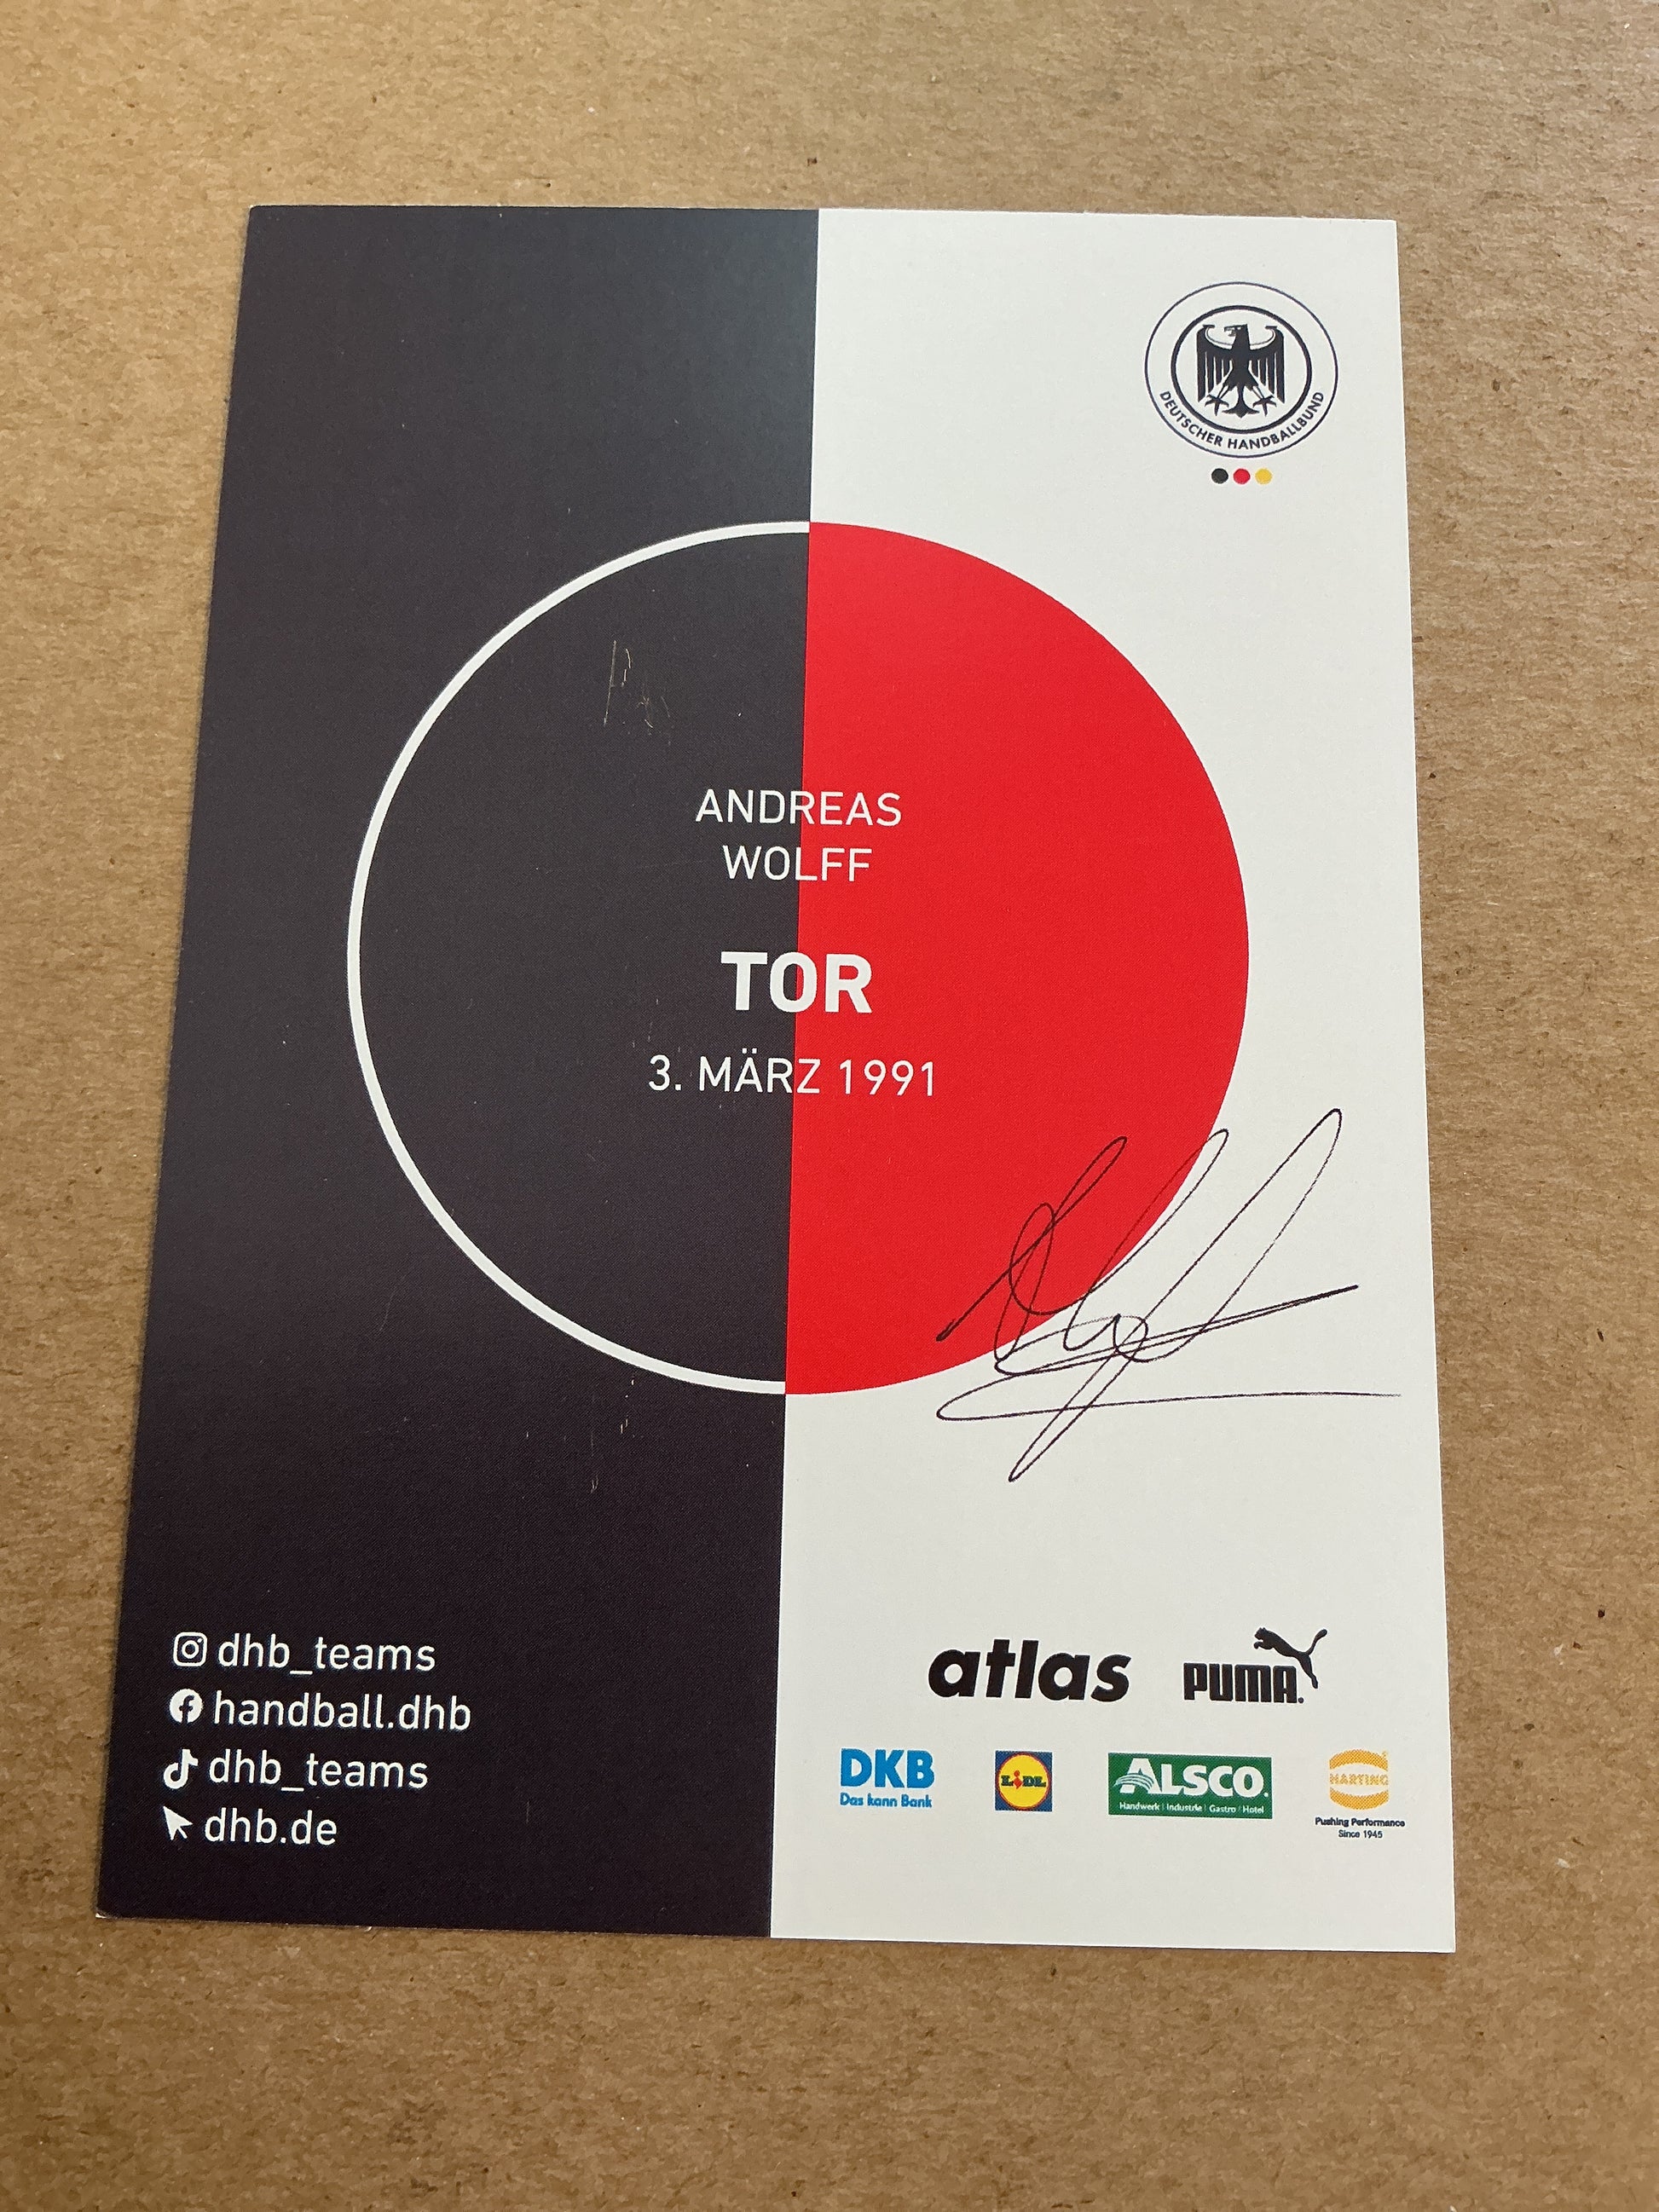 DEUTSCHER HANDBALLBUND
ANDREAS
WOLFF
TOR
3. MÄRZ 1991
dhb_teams
handball.dhb
dhb_teams
dhb.de
atlas PUMA.
DKB
Das kann Bank
LIDL
ALSCO.
Handwerk | Industrie | Gastro | Hotel
HARTING
Pushing Performance
Since 1945